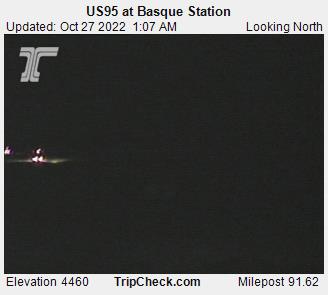 US95 at Basque Station
Updated: Oct 27 2022 1:07 AM Looking North
Elevation 4460 TripCheck.com Milepost 91.62